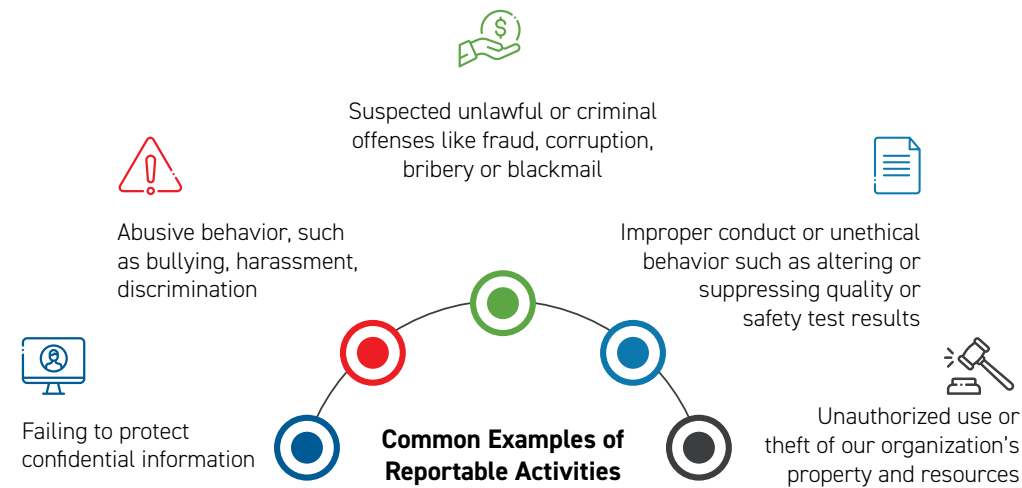 Suspected unlawful or criminal
offenses like fraud, corruption,
bribery or blackmail
Abusive behavior, such
as bullying, harassment,
discrimination
Improper conduct or unethical
behavior such as altering or
suppressing quality or
safety test results
Failing to protect
confidential information
Common Examples of
Reportable Activities
Unauthorized use or
theft of our organization’s
property and resources